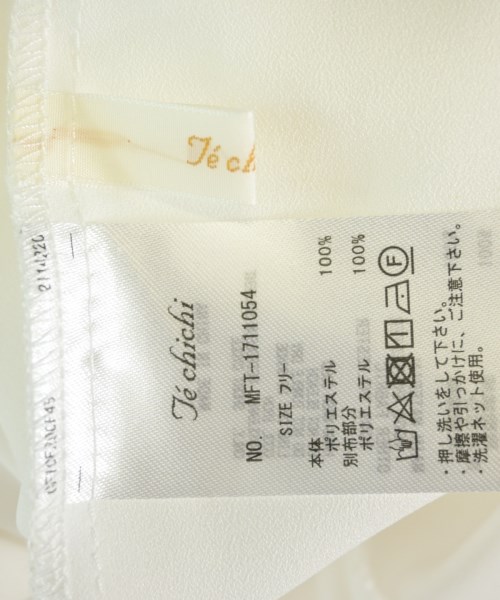 Té chi
Té chichi
NO. MFT-1711054
SIZE フリー
本体
ポリエステル 100%
別布部分
ポリエステル 100%
F
・押し洗いをして下さい。
・摩擦や引っかけに、ご注意下さい。
・洗濯ネット使用。